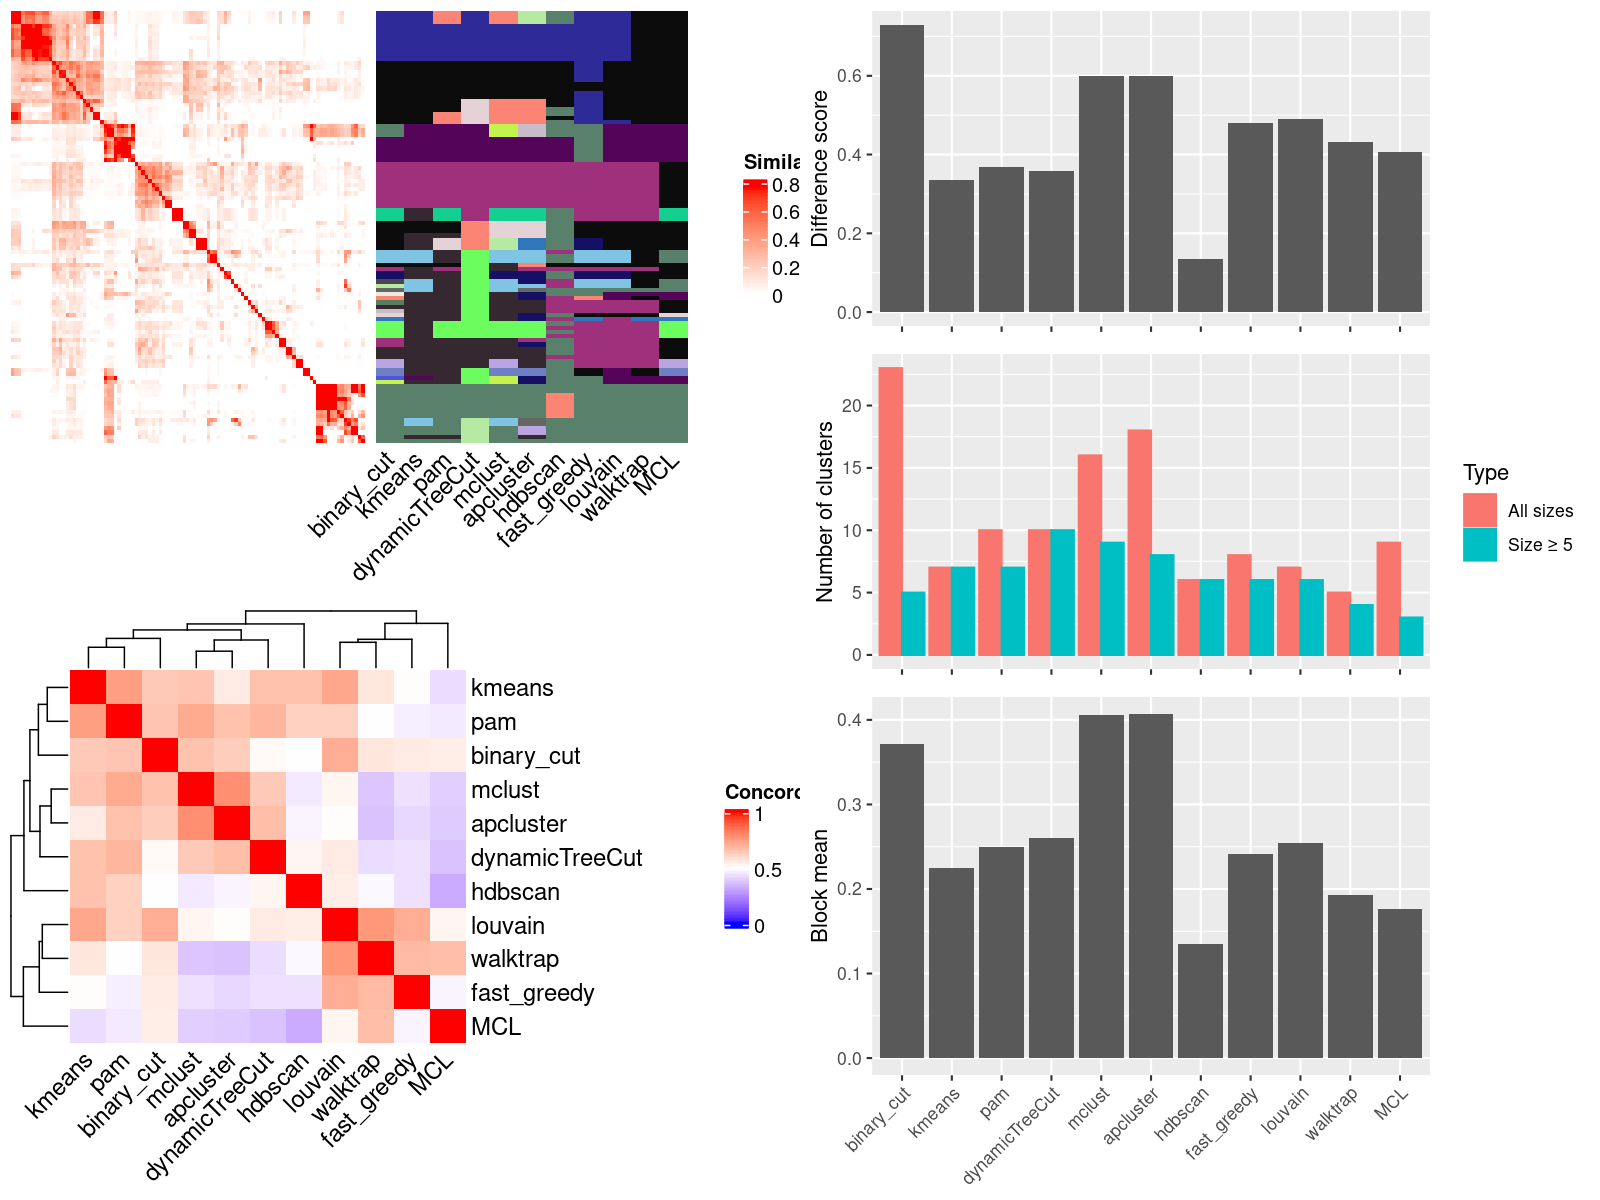 Simila
0.8
0.6
0.4
0.2
0
binary_cut
kmeans
pam
dynamicTreeCut
mclust
apcluster
hdbscan
fast_greedy
louvain
walktrap
MCL
kmeans
pam
binary_cut
mclust
apcluster
dynamicTreeCut
hdbscan
louvain
walktrap
fast_greedy
MCL
kmeans
pam
binary_cut
mclust
apcluster
dynamicTreeCut
hdbscan
louvain
walktrap
fast_greedy
MCL
Concord
1
0.5
0
Difference score
0.6
0.4
0.2
0.0
Number of clusters
20
15
10
5
0
Type
All sizes
Size ≥ 5
Block mean
0.4
0.3
0.2
0.1
0.0
binary_cut
kmeans
pam
dynamicTreeCut
mclust
apcluster
hdbscan
fast_greedy
louvain
walktrap
MCL